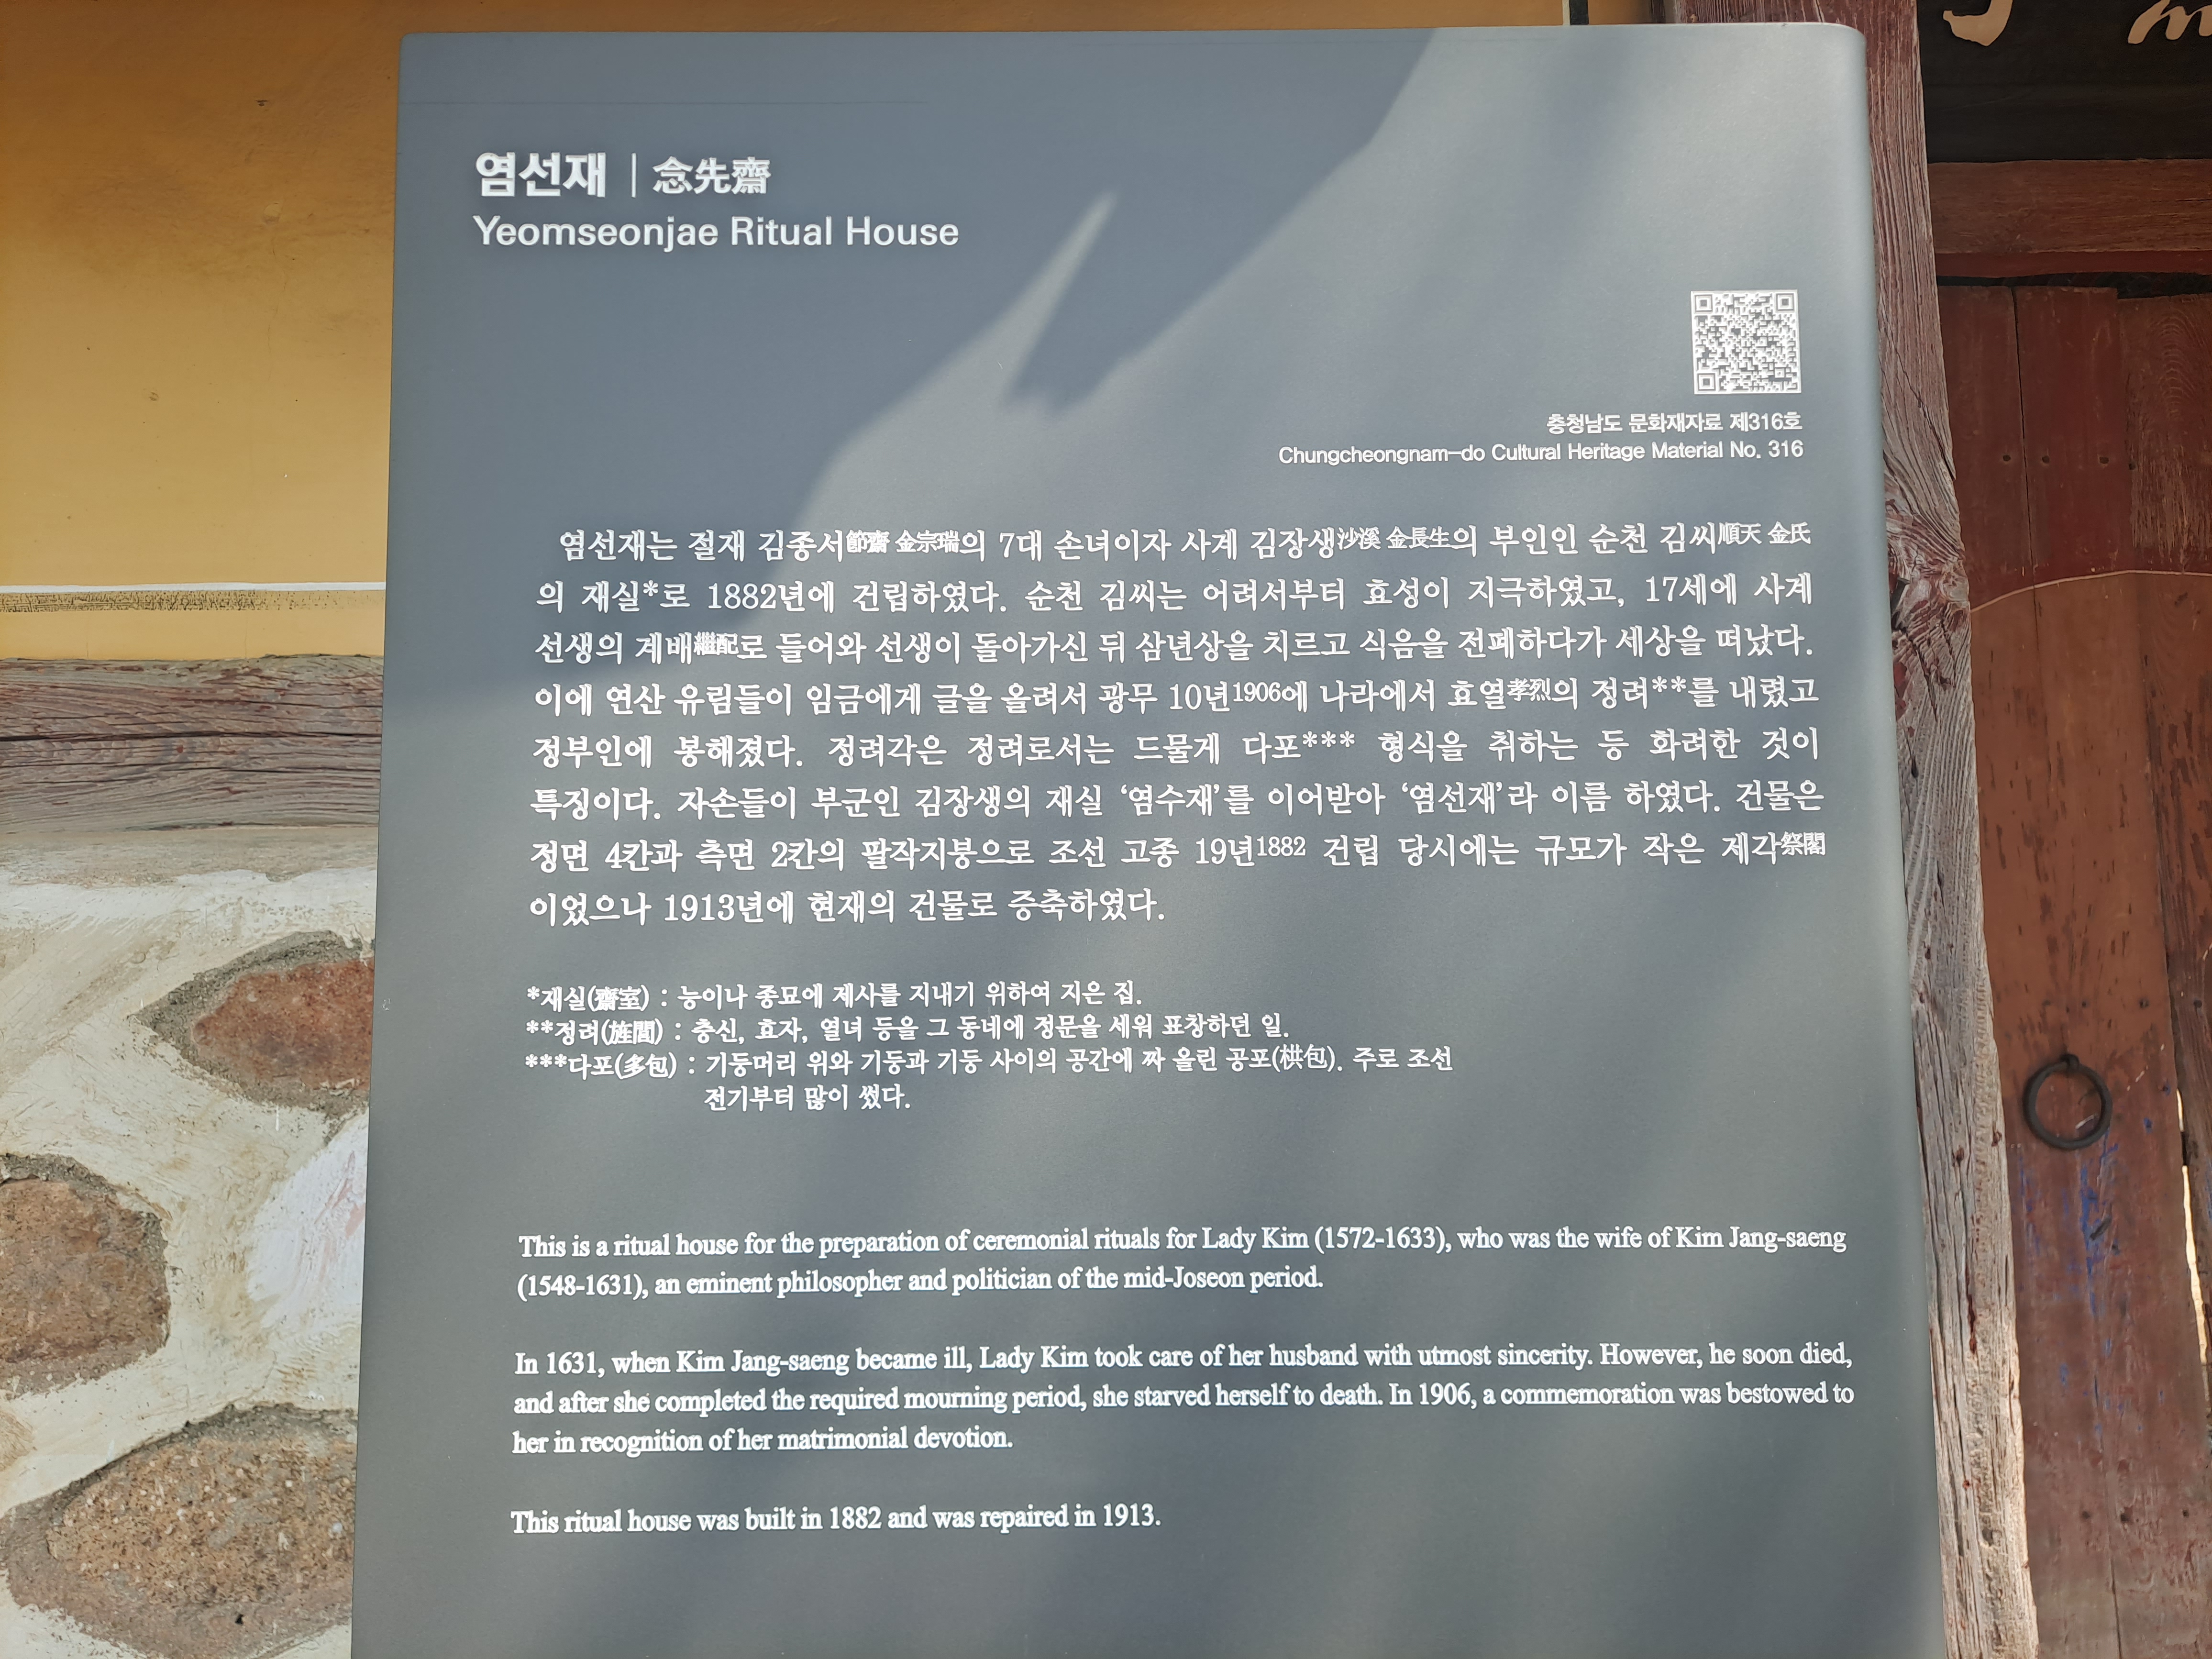 염선재 | 念先齋
Yeomseonjae Ritual House
충청남도 문화재자료 제316호
Chungcheongnam-do Cultural Heritage Material No. 316
염선재는 절재 김종서節齋 金宗瑞의 7대 손녀이자 사계 김장생沙溪 金長生의 부인인 순천 김씨順天 金氏
의 재실*로 1882년에 건립하였다. 순천 김씨는 어려서부터 효성이 지극하였고, 17세에 사계
선생의 계배繼配로 들어와 선생이 돌아가신 뒤 삼년상을 치르고 식음을 전폐하다가 세상을 떠났다.
이에 연산 유림들이 임금에게 글을 올려서 광무 10년1906에 나라에서 효열孝烈의 정려**를 내렸고
정부인에 봉해졌다. 정려각은 정려로서는 드물게 다포*** 형식을 취하는 등 화려한 것이
특징이다. 자손들이 부군인 김장생의 재실 ‘염수재’를 이어받아 ‘염선재’라 이름 하였다. 건물은
정면 4칸과 측면 2칸의 팔작지붕으로 조선 고종 19년1882 건립 당시에는 규모가 작은 제각祭閣
이었으나 1913년에 현재의 건물로 증축하였다.
*재실(齋室) : 능이나 종묘에 제사를 지내기 위하여 지은 집.
**정려(旌閭) : 충신, 효자, 열녀 등을 그 동네에 정문을 세워 표창하던 일.
***다포(多包) : 기둥머리 위와 기둥과 기둥 사이의 공간에 짜 올린 공포(栱包). 주로 조선
전기부터 많이 썼다.
This is a ritual house for the preparation of ceremonial rituals for Lady Kim (1572-1633), who was the wife of Kim Jang-saeng
(1548-1631), an eminent philosopher and politician of the mid-Joseon period.
In 1631, when Kim Jang-saeng became ill, Lady Kim took care of her husband with utmost sincerity. However, he soon died,
and after she completed the required mourning period, she starved herself to death. In 1906, a commemoration was bestowed to
her in recognition of her matrimonial devotion.
This ritual house was built in 1882 and was repaired in 1913.